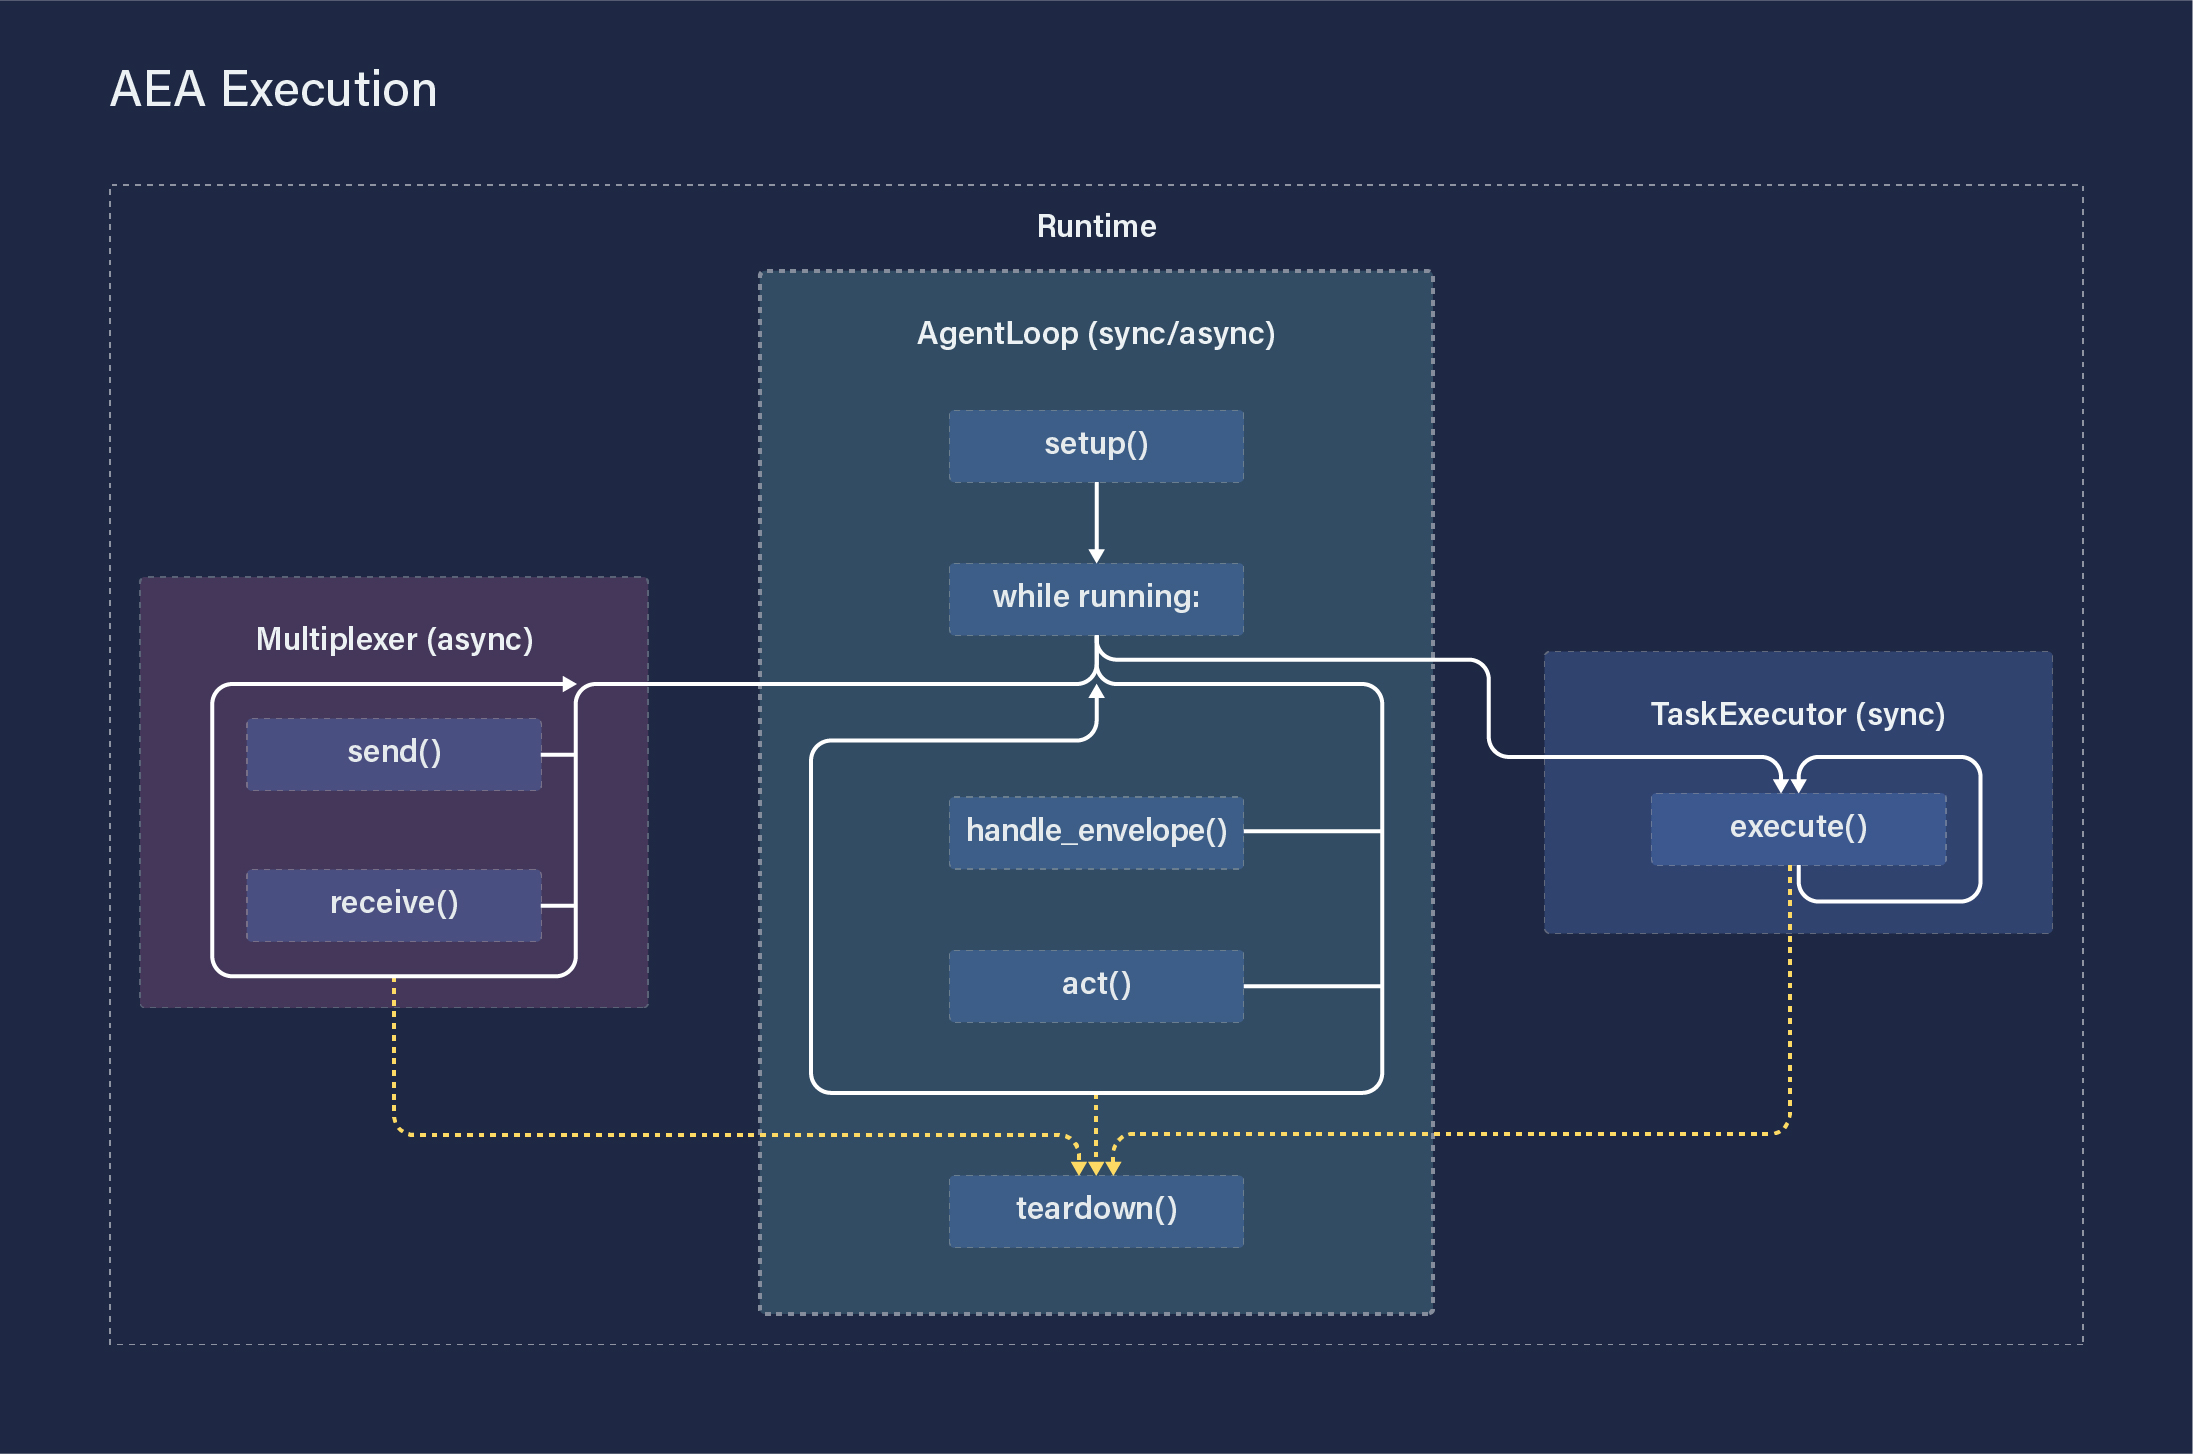 AEA Execution
Runtime
AgentLoop (sync/async)
setup()
while running:
Multiplexer (async)
send()
receive()
handle_envelope()
act()
TaskExecutor (sync)
execute()
teardown()